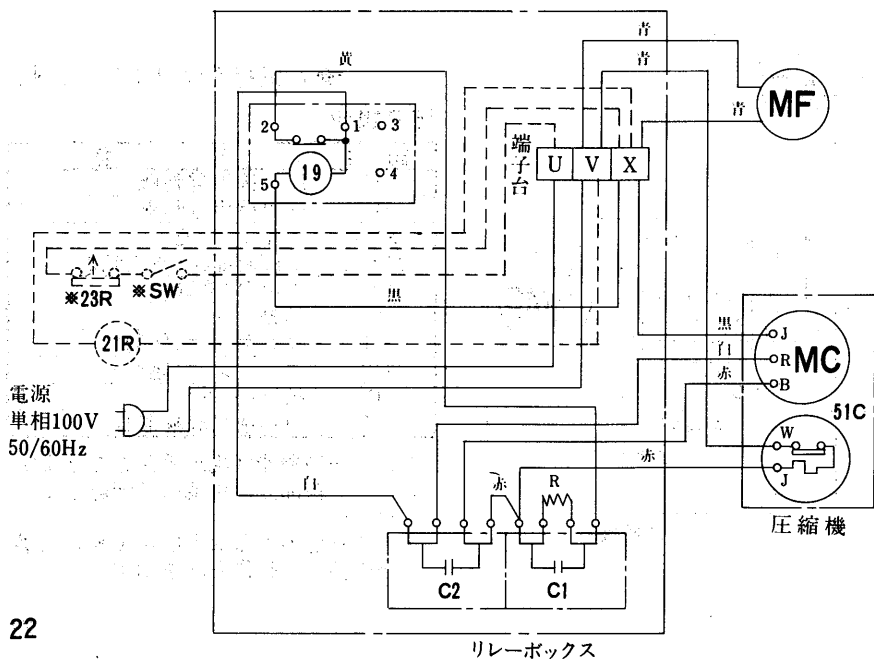 青
青
黄
MF
青
2
1
3
端子台
U V X
19
4
5
※23R
※SW
黒
21R
黒
J
白
R
MC
赤
B
電源
単相100V
50/60Hz
51C
W
赤
J
白
赤
R
圧縮機
C2
C1
22
リレーボックス